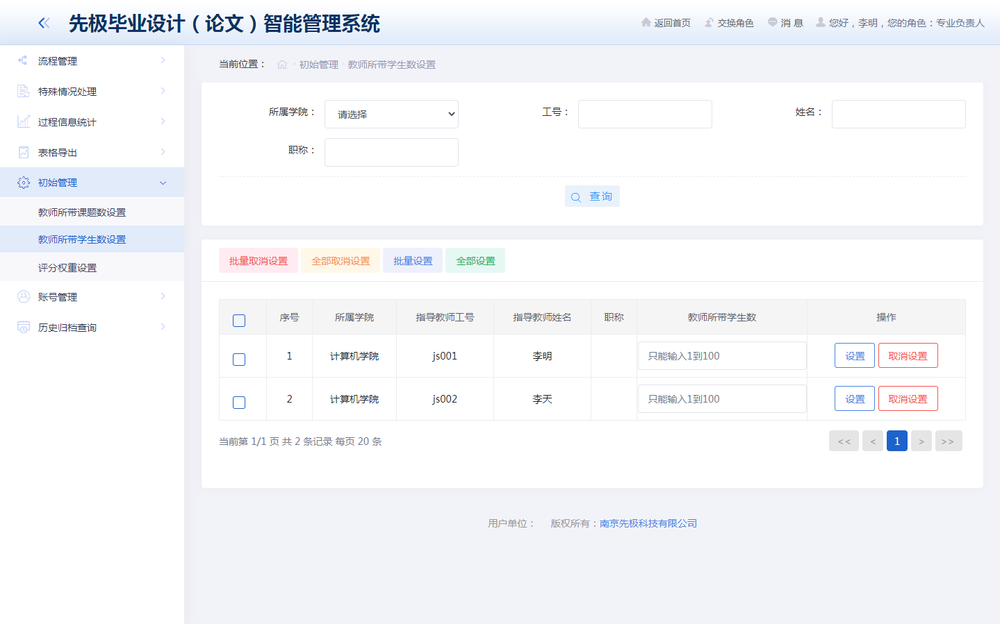 先极毕业设计（论文）智能管理系统
返回首页 交换角色 消 息 您好，李明，您的角色：专业负责人
流程管理
特殊情况处理
过程信息统计
表格导出
初始管理
教师所带课题数设置
教师所带学生数设置
评分权重设置
账号管理
历史归档查询
当前位置： 初始管理 教师所带学生数设置
所属学院： 请选择 工号： 姓名：
职称：
查询
批量取消设置 全部取消设置 批量设置 全部设置
序号 所属学院 指导教师工号 指导教师姓名 职称 教师所带学生数 操作
1 计算机学院 js001 李明 只能输入1到100 设置 取消设置
2 计算机学院 js002 李天 只能输入1到100 设置 取消设置
当前第 1/1 页 共 2 条记录 每页 20 条
<< < 1 > >>
用户单位： 版权所有：南京先极科技有限公司